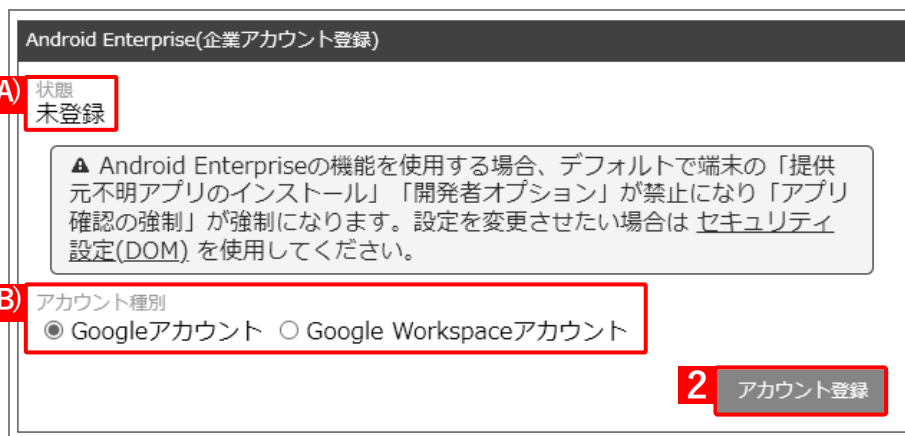 Android Enterprise(企業アカウント登録)
A)
状態
未登録
▲ Android Enterpriseの機能を使用する場合、デフォルトで端末の「提供
元不明アプリのインストール」「開発者オプション」が禁止になり「アプリ
確認の強制」が強制になります。設定を変更させたい場合は セキュリティ
設定(DOM) を使用してください。
B)
アカウント種別
Googleアカウント Google Workspaceアカウント
2 アカウント登録